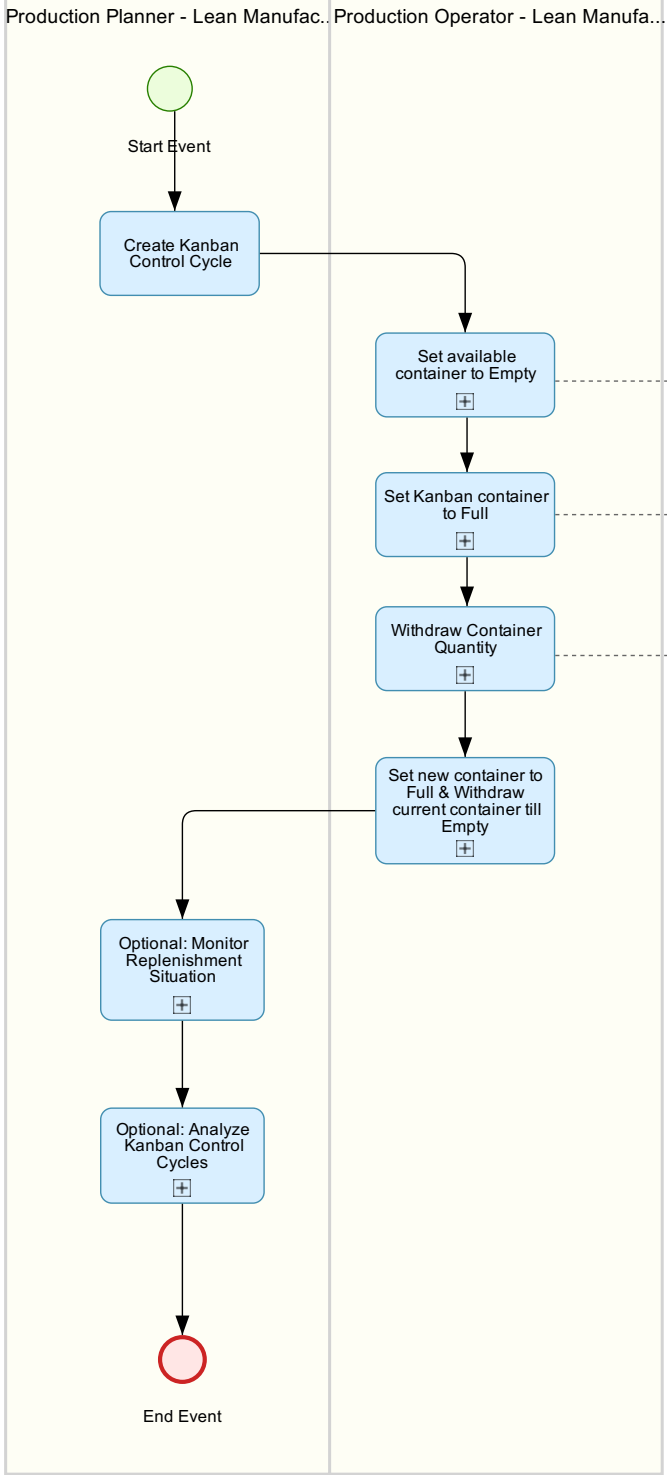 Production Planner - Lean Manufac...
Production Operator - Lean Manufa...
Start Event
Create Kanban
Control Cycle
Set available
container to Empty
Set Kanban container
to Full
Withdraw Container
Quantity
Set new container to
Full & Withdraw
current container till
Empty
Optional: Monitor
Replenishment
Situation
Optional: Analyze
Kanban Control
Cycles
End Event